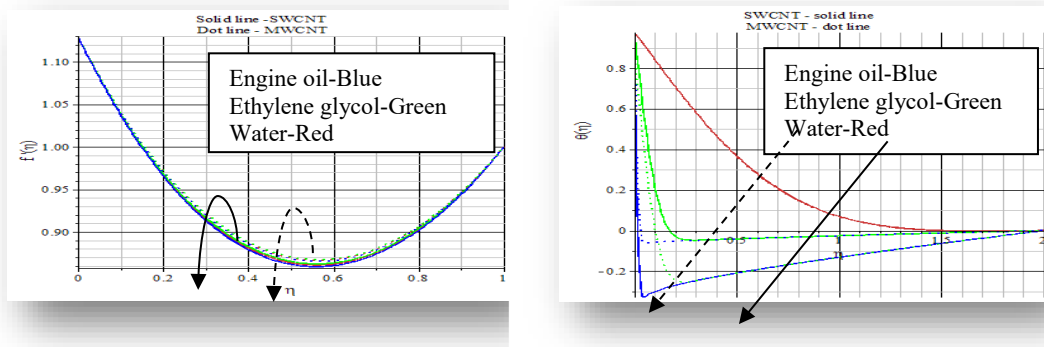 Solid line -SWCNT
Dot line - MWCNT
Engine oil-Blue
Ethylene glycol-Green
Water-Red
f'(η)
1.10
1.05
1.00
0.95
0.90
0 0.2 0.4 0.6 0.8 1
η
SWCNT - solid line
MWCNT - dot line
Engine oil-Blue
Ethylene glycol-Green
Water-Red
θ(η)
0.8
0.6
0.4
0.2
0
-0.2
0.5 1 1.5 2
η